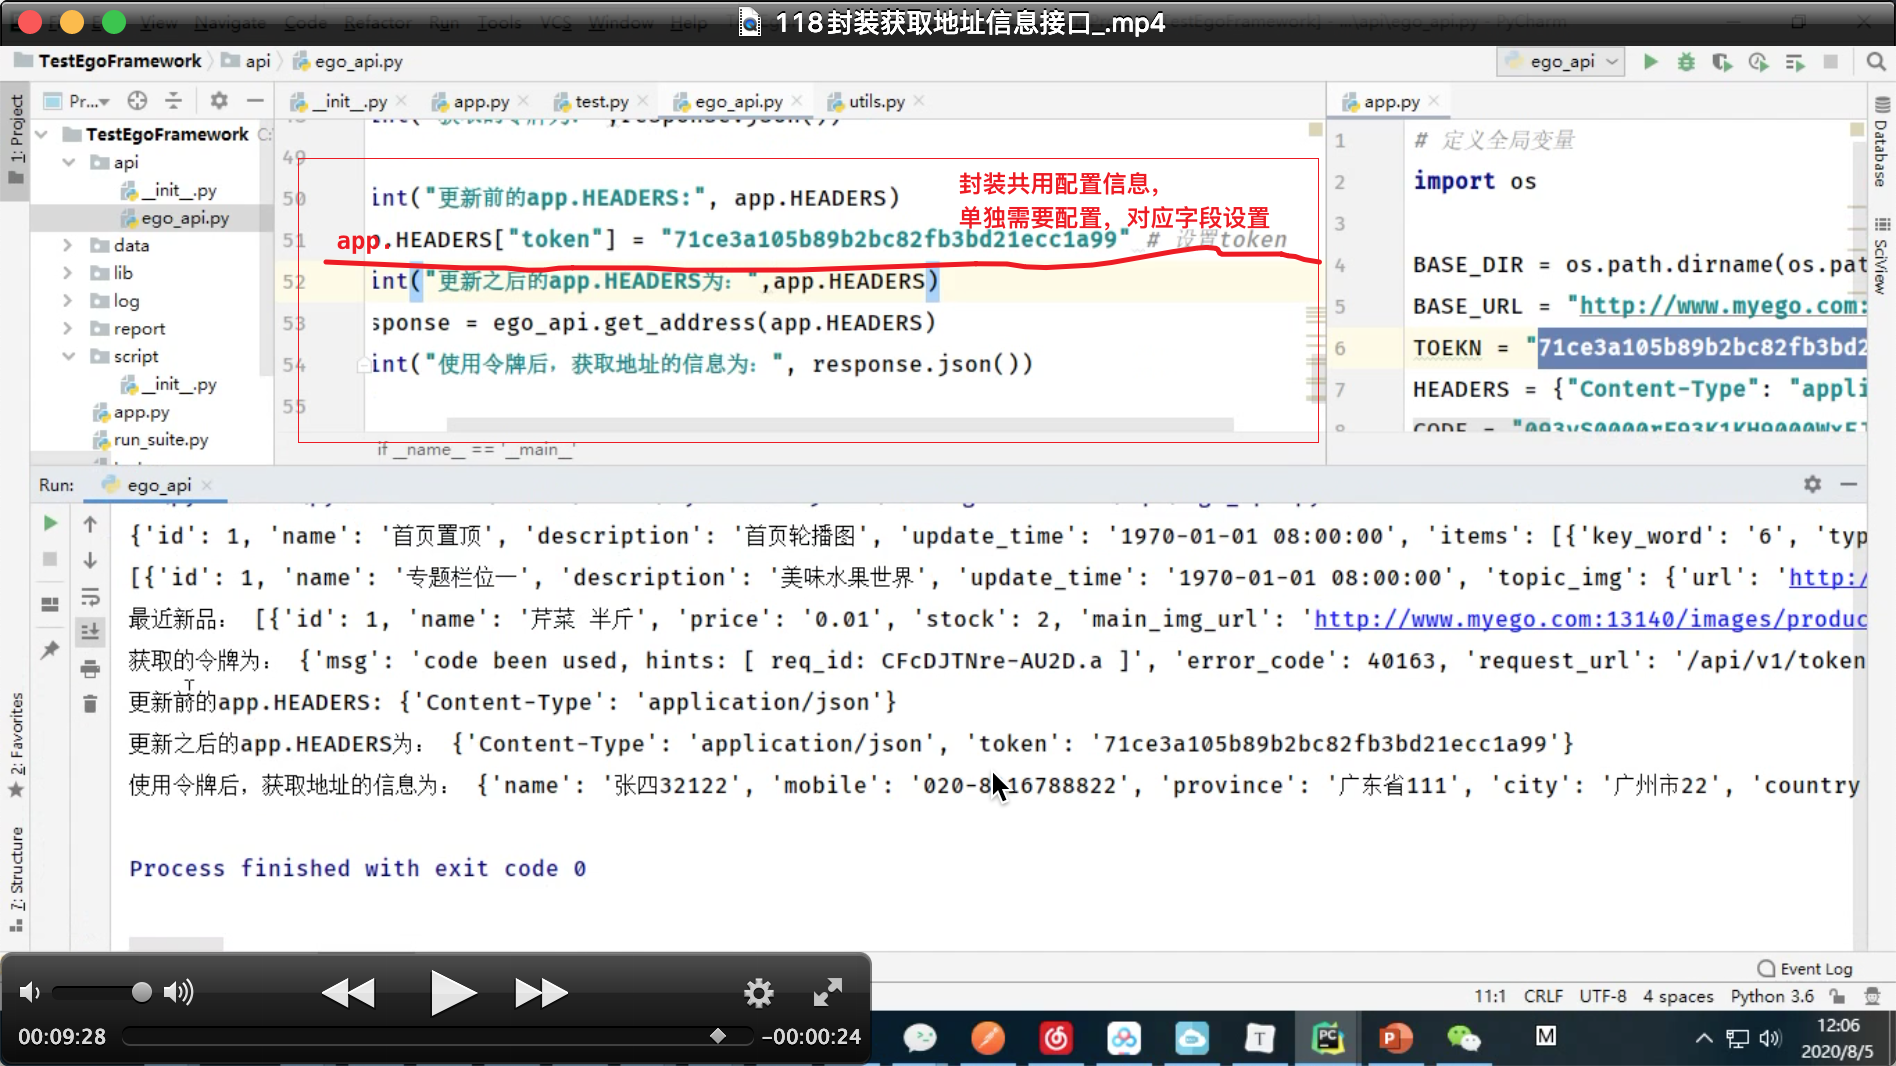 118封装获取地址信息接口_.mp4
View Navigate Code Refactor Run Tools VCS Window Help
TestEgoFramework api ego_api.py
ego_api
Pr...
__init__.py app.py test.py ego_api.py utils.py
app.py
1: Project
TestEgoFramework C:
api
__init__.py
ego_api.py
data
lib
log
report
script
__init__.py
app.py
run_suite.py
49
50 int("更新前的app.HEADERS:", app.HEADERS)
51 app.HEADERS["token"] = "71ce3a105b89b2bc82fb3bd21ecc1a99" # 设置token
52 int("更新之后的app.HEADERS为: ",app.HEADERS)
53 sponse = ego_api.get_address(app.HEADERS)
54 int("使用令牌后，获取地址的信息为: ", response.json())
55
if __name__ == '__main__'
封装共用配置信息，
单独需要配置，对应字段设置
1 # 定义全局变量
2 import os
3
4 BASE_DIR = os.path.dirname(os.pat
5 BASE_URL = "http://www.myego.com:
6 TOEKN = "71ce3a105b89b2bc82fb3bd2
7 HEADERS = {"Content-Type": "appli
8
Database
SciView
Run: ego_api
{'id': 1, 'name': '首页置顶', 'description': '首页轮播图', 'update_time': '1970-01-01 08:00:00', 'items': [{'key_word': '6', 'typ
[{'id': 1, 'name': '专题栏位一', 'description': '美味水果世界', 'update_time': '1970-01-01 08:00:00', 'topic_img': {'url': 'http:/
最近新品: [{'id': 1, 'name': '芹菜 半斤', 'price': '0.01', 'stock': 2, 'main_img_url': 'http://www.myego.com:13140/images/produc
获取的令牌为: {'msg': 'code been used, hints: [ req_id: CFcDJTNre-AU2D.a ]', 'error_code': 40163, 'request_url': '/api/v1/token
更新前的app.HEADERS: {'Content-Type': 'application/json'}
更新之后的app.HEADERS为: {'Content-Type': 'application/json', 'token': '71ce3a105b89b2bc82fb3bd21ecc1a99'}
使用令牌后，获取地址的信息为: {'name': '张四32122', 'mobile': '020-8 16788822', 'province': '广东省111', 'city': '广州市22', 'country
Process finished with exit code 0
2: Favorites
7: Structure
Event Log
11:1 CRLF UTF-8 4 spaces Python 3.6
00:09:28 -00:00:24
T
PC
P
M
12:06
2020/8/5